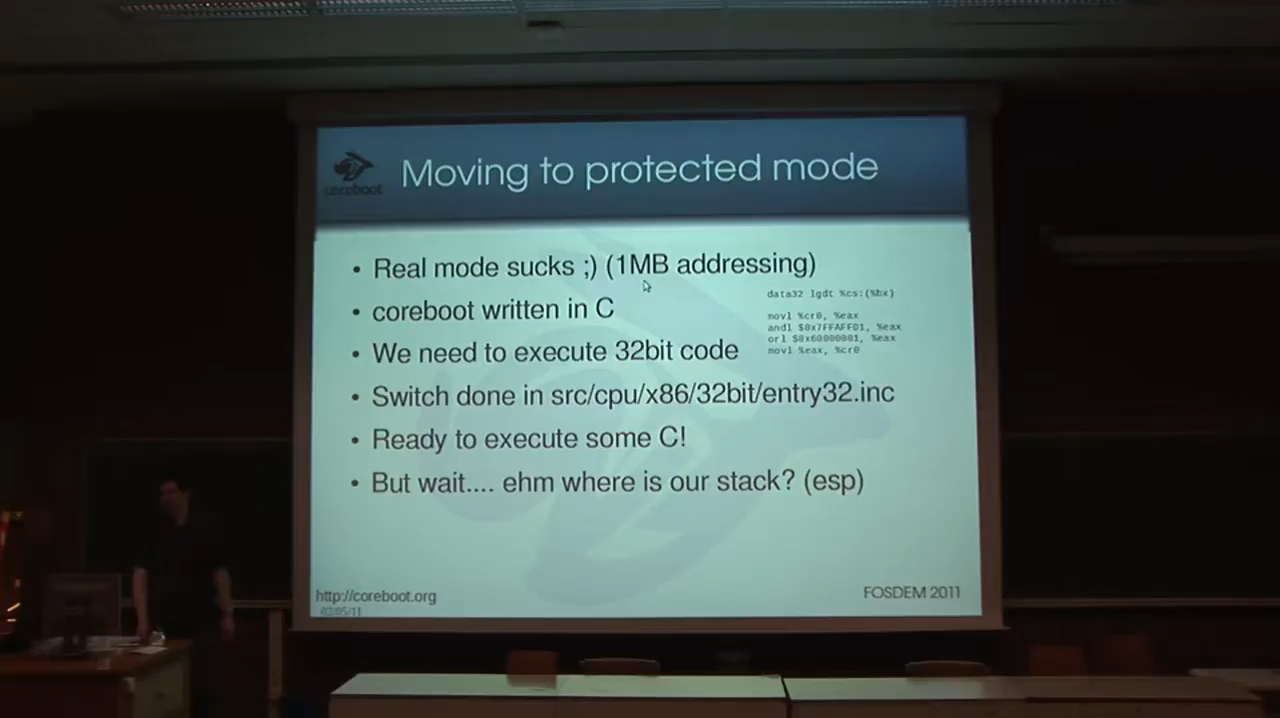 coreboot
Moving to protected mode
• Real mode sucks ;) (1MB addressing)
• coreboot written in C
• We need to execute 32bit code
• Switch done in src/cpu/x86/32bit/entry32.inc
• Ready to execute some C!
• But wait.... ehm where is our stack? (esp)
data32 lgdt %cs:(%bx)
movl %cr0, %eax
andl $0x7FFAFFD1, %eax
orl $0x60000001, %eax
movl %eax, %cr0
http://coreboot.org
02/05/11
FOSDEM 2011